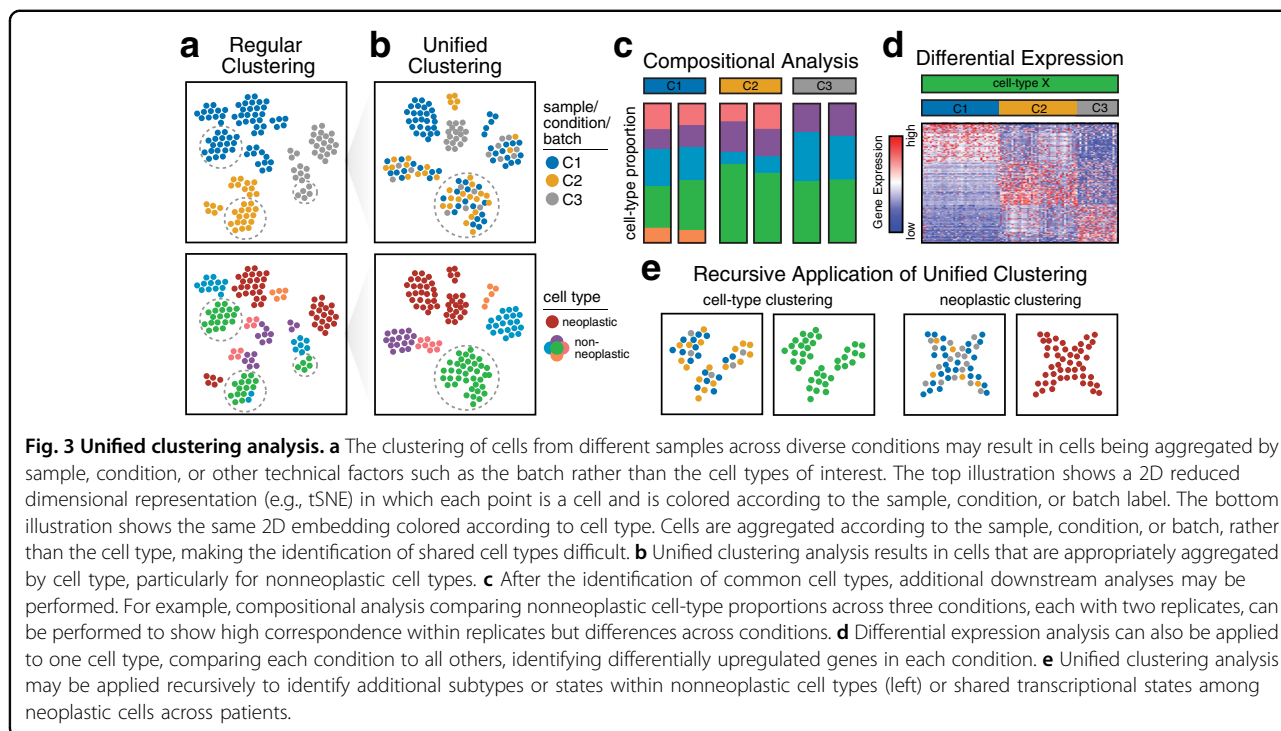 a Regular Clustering
b Unified Clustering
sample/
condition/
batch
C1
C2
C3
cell type
neoplastic
non-
neoplastic
c Compositional Analysis
C1 C2 C3
cell-type proportion
d Differential Expression
cell-type X
C1 C2 C3
high
Gene Expression
low
e Recursive Application of Unified Clustering
cell-type clustering neoplastic clustering
Fig. 3 Unified clustering analysis. a The clustering of cells from different samples across diverse conditions may result in cells being aggregated by
sample, condition, or other technical factors such as the batch rather than the cell types of interest. The top illustration shows a 2D reduced
dimensional representation (e.g., tSNE) in which each point is a cell and is colored according to the sample, condition, or batch label. The bottom
illustration shows the same 2D embedding colored according to cell type. Cells are aggregated according to the sample, condition, or batch, rather
than the cell type, making the identification of shared cell types difficult. b Unified clustering analysis results in cells that are appropriately aggregated
by cell type, particularly for nonneoplastic cell types. c After the identification of common cell types, additional downstream analyses may be
performed. For example, compositional analysis comparing nonneoplastic cell-type proportions across three conditions, each with two replicates, can
be performed to show high correspondence within replicates but differences across conditions. d Differential expression analysis can also be applied
to one cell type, comparing each condition to all others, identifying differentially upregulated genes in each condition. e Unified clustering analysis
may be applied recursively to identify additional subtypes or states within nonneoplastic cell types (left) or shared transcriptional states among
neoplastic cells across patients.